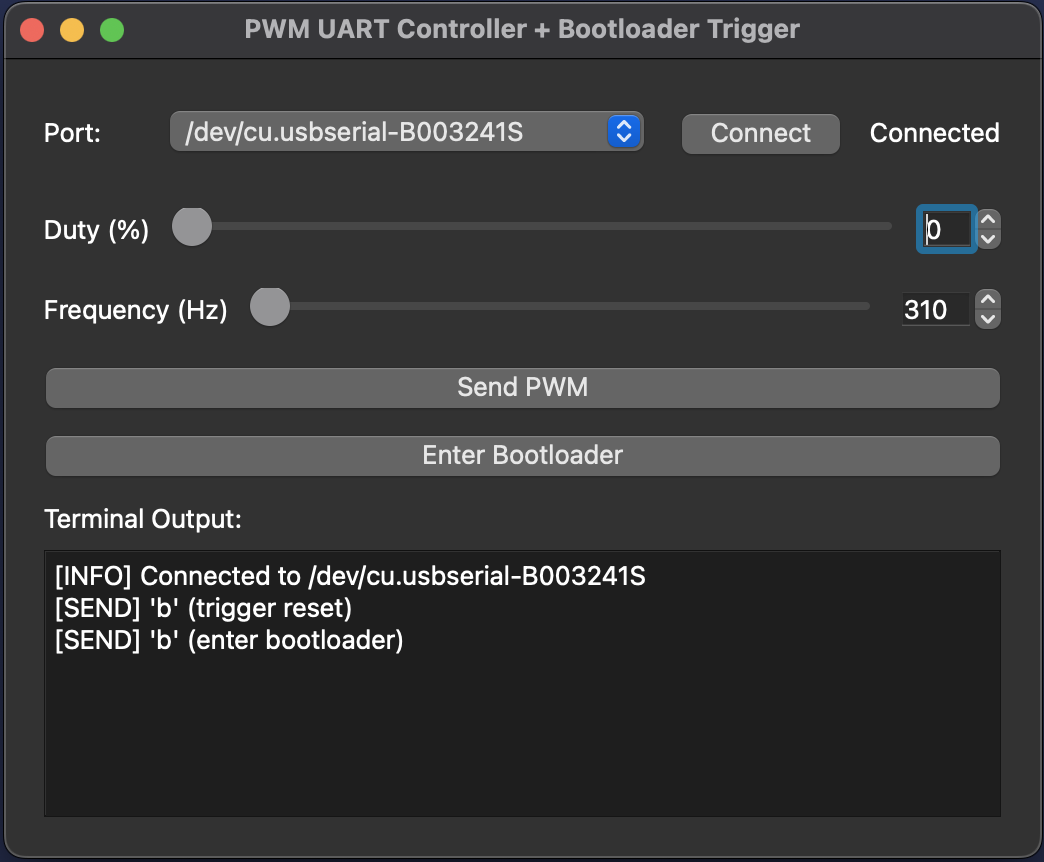 PWM UART Controller + Bootloader Trigger
Port: /dev/cu.usbserial-B003241S Connect Connected
Duty (%) 0
Frequency (Hz) 310
Send PWM
Enter Bootloader
Terminal Output:
[INFO] Connected to /dev/cu.usbserial-B003241S
[SEND] 'b' (trigger reset)
[SEND] 'b' (enter bootloader)